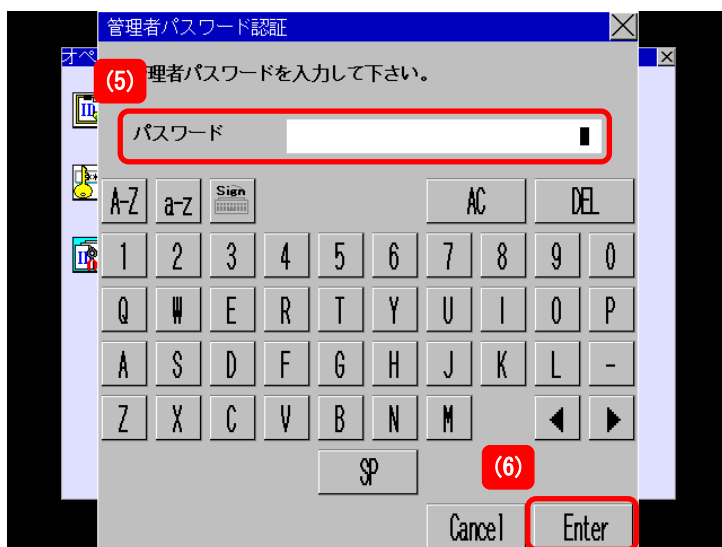 管理者パスワード認証
オペ
(5)
理者パスワードを入力して下さい。
パスワード
A-Z a-z Sign AC DEL
1 2 3 4 5 6 7 8 9 0
Q W E R T Y U I O P
A S D F G H J K L -
Z X C V B N M ◀ ▶
SP
(6)
Cancel Enter